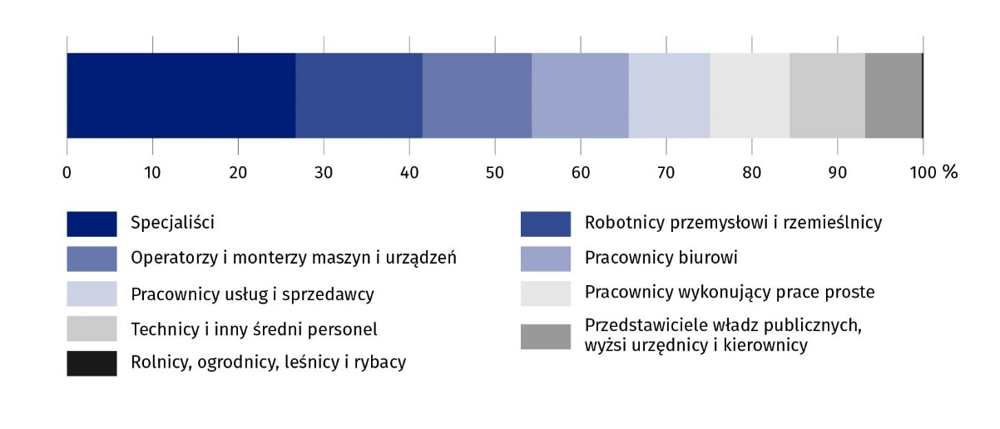 0 10 20 30 40 50 60 70 80 90 100 %
Specjaliści
Robotnicy przemysłowi i rzemieślnicy
Operatorzy i monterzy maszyn i urządzeń
Pracownicy biurowi
Pracownicy usług i sprzedawcy
Pracownicy wykonujący prace proste
Technicy i inny średni personel
Przedstawiciele władz publicznych,
wyżsi urzędnicy i kierownicy
Rolnicy, ogrodnicy, leśnicy i rybacy